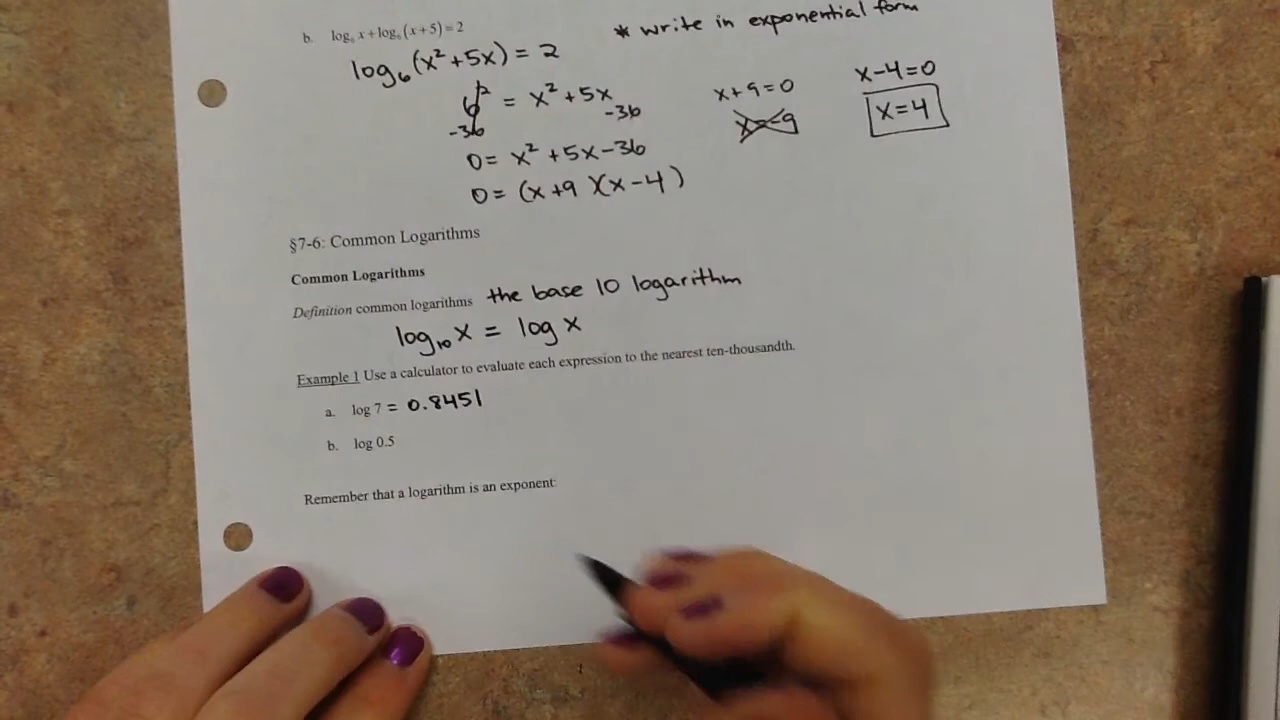 b. log₆ x + log₆ (x + 5) = 2 * write in exponential form
log₆(x² + 5x) = 2
6² = x² + 5x
-36 -36
0 = x² + 5x - 36
0 = (x + 9)(x - 4)
x + 9 = 0
x = -9
x - 4 = 0
x = 4
§7-6: Common Logarithms
Common Logarithms
Definition common logarithms the base 10 logarithm
log₁₀ x = log x
Example 1 Use a calculator to evaluate each expression to the nearest ten-thousandth.
a. log 7 = 0.8451
b. log 0.5
Remember that a logarithm is an exponent: